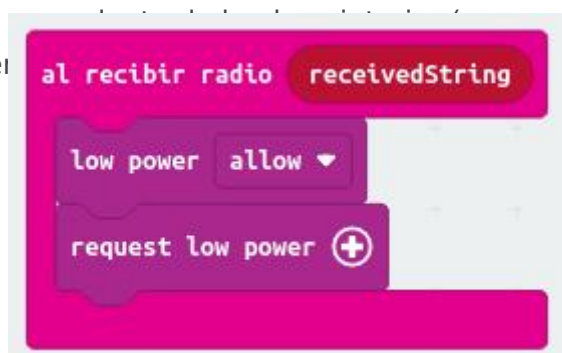 al recibir radio receivedString
low power allow
request low power